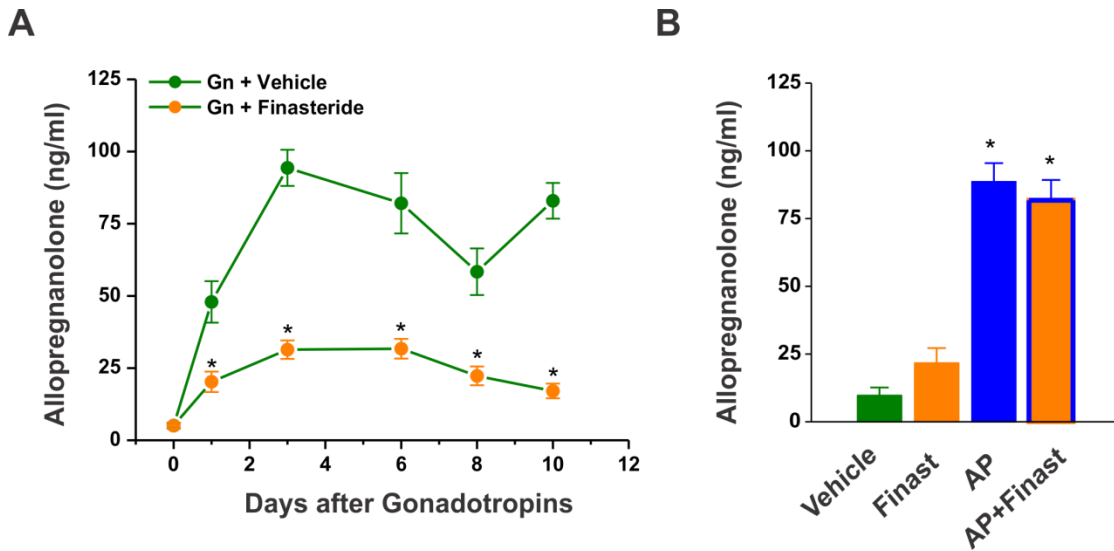 A
Allopregnanolone (ng/ml)
125
100
75
50
25
0
Gn + Vehicle
Gn + Finasteride
*
*
*
*
*
0
2
4
6
8
10
12
Days after Gonadotropins
B
Allopregnanolone (ng/ml)
125
100
75
50
25
0
*
*
Vehicle
Finast
AP
AP+Finast